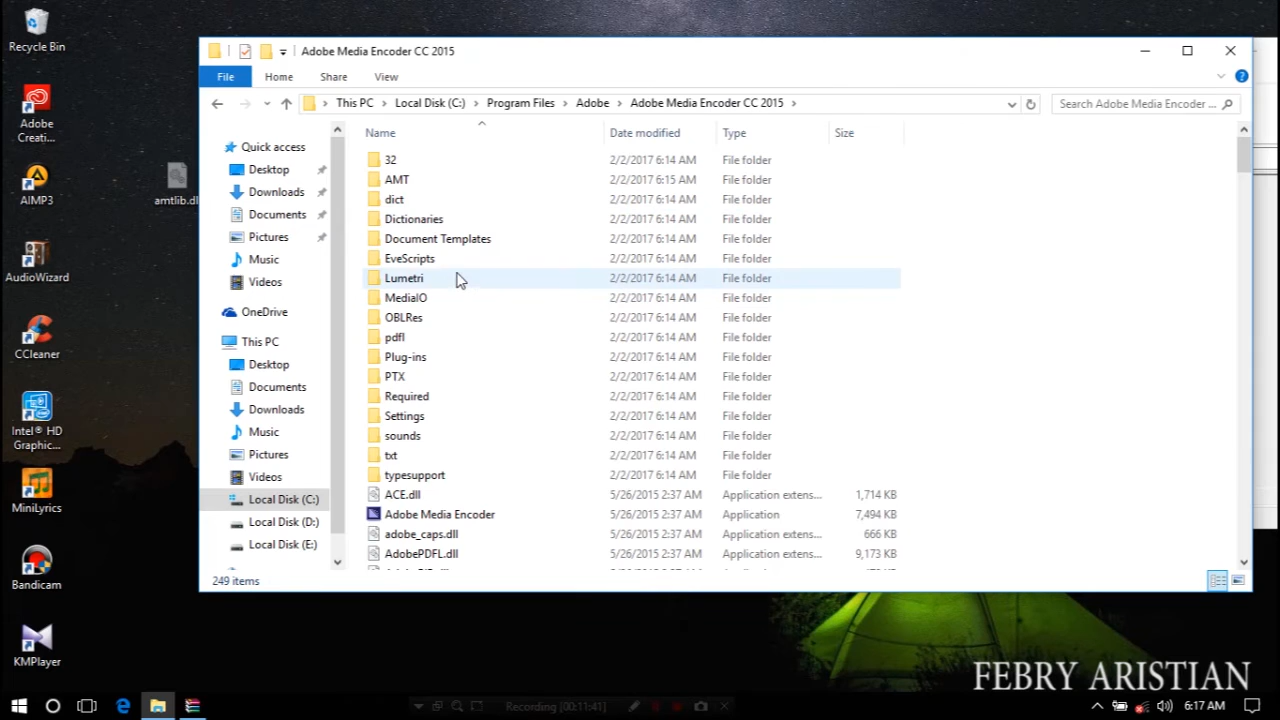 Recycle Bin
Adobe
Creati...
AIMP3
AudioWizard
CCleaner
Intel® HD
Graphic...
MiniLyrics
Bandicam
KMPlayer
amtlib.dl
Adobe Media Encoder CC 2015
File Home Share View
This PC > Local Disk (C:) > Program Files > Adobe > Adobe Media Encoder CC 2015 >
Search Adobe Media Encoder ...
Quick access
Desktop
Downloads
Documents
Pictures
Music
Videos
OneDrive
This PC
Desktop
Documents
Downloads
Music
Pictures
Videos
Local Disk (C:)
Local Disk (D:)
Local Disk (E:)
Name Date modified Type Size
32 2/2/2017 6:14 AM File folder
AMT 2/2/2017 6:15 AM File folder
dict 2/2/2017 6:14 AM File folder
Dictionaries 2/2/2017 6:14 AM File folder
Document Templates 2/2/2017 6:14 AM File folder
EveScripts 2/2/2017 6:14 AM File folder
Lumetri 2/2/2017 6:14 AM File folder
MediaIO 2/2/2017 6:14 AM File folder
OBLRes 2/2/2017 6:14 AM File folder
pdfl 2/2/2017 6:14 AM File folder
Plug-ins 2/2/2017 6:14 AM File folder
PTX 2/2/2017 6:14 AM File folder
Required 2/2/2017 6:14 AM File folder
Settings 2/2/2017 6:14 AM File folder
sounds 2/2/2017 6:14 AM File folder
txt 2/2/2017 6:14 AM File folder
typesupport 2/2/2017 6:14 AM File folder
ACE.dll 5/26/2015 2:37 AM Application extens... 1,714 KB
Adobe Media Encoder 5/26/2015 2:37 AM Application 7,494 KB
adobe_caps.dll 5/26/2015 2:37 AM Application extens... 666 KB
AdobePDFL.dll 5/26/2015 2:37 AM Application extens... 9,173 KB
249 items
FEBRY ARISTIAN
Recording [00:11:41]
6:17 AM